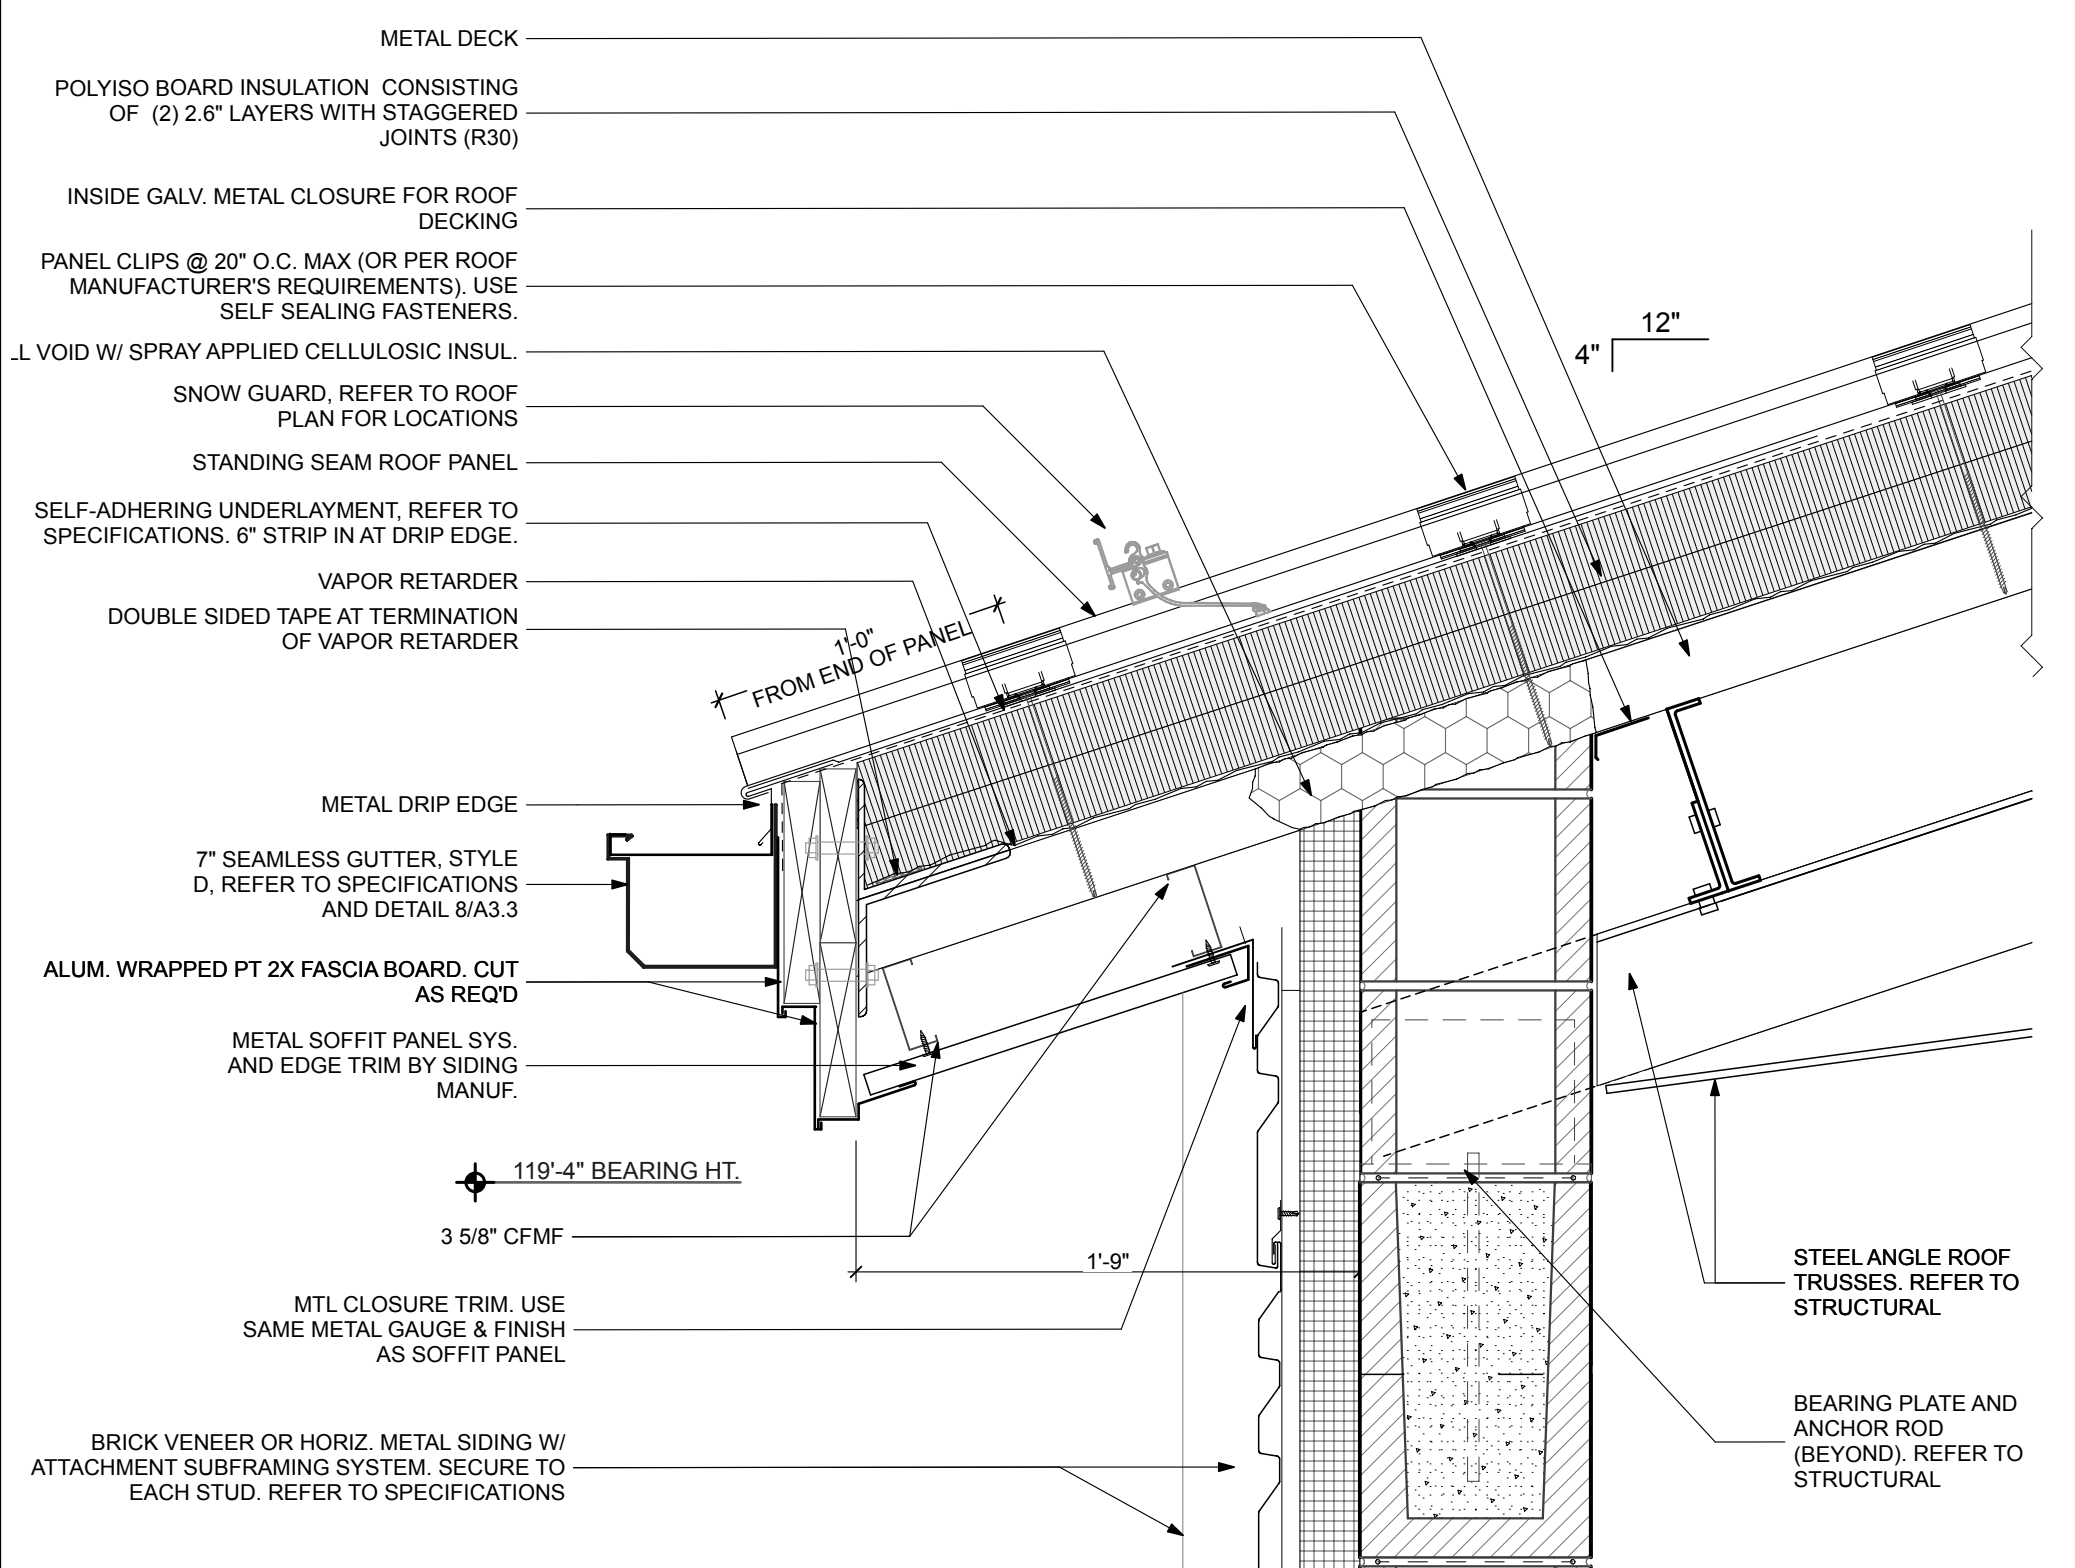 METAL DECK
POLYISO BOARD INSULATION CONSISTING
OF (2) 2.6" LAYERS WITH STAGGERED
JOINTS (R30)
INSIDE GALV. METAL CLOSURE FOR ROOF
DECKING
PANEL CLIPS @ 20" O.C. MAX (OR PER ROOF
MANUFACTURER'S REQUIREMENTS). USE
SELF SEALING FASTENERS.
VOID W/ SPRAY APPLIED CELLULOSIC INSUL.
SNOW GUARD, REFER TO ROOF
PLAN FOR LOCATIONS
STANDING SEAM ROOF PANEL
SELF-ADHERING UNDERLAYMENT, REFER TO
SPECIFICATIONS. 6" STRIP IN AT DRIP EDGE.
VAPOR RETARDER
DOUBLE SIDED TAPE AT TERMINATION
OF VAPOR RETARDER
12"
4"
1'-0"
FROM END OF PANEL
METAL DRIP EDGE
7" SEAMLESS GUTTER, STYLE
D, REFER TO SPECIFICATIONS
AND DETAIL 8/A3.3
ALUM. WRAPPED PT 2X FASCIA BOARD. CUT
AS REQ'D
METAL SOFFIT PANEL SYS.
AND EDGE TRIM BY SIDING
MANUF.
119'-4" BEARING HT.
3 5/8" CFMF
1'-9"
MTL CLOSURE TRIM. USE
SAME METAL GAUGE & FINISH
AS SOFFIT PANEL
BRICK VENEER OR HORIZ. METAL SIDING W/
ATTACHMENT SUBFRAMING SYSTEM. SECURE TO
EACH STUD. REFER TO SPECIFICATIONS
STEEL ANGLE ROOF
TRUSSES. REFER TO
STRUCTURAL
BEARING PLATE AND
ANCHOR ROD
(BEYOND). REFER TO
STRUCTURAL